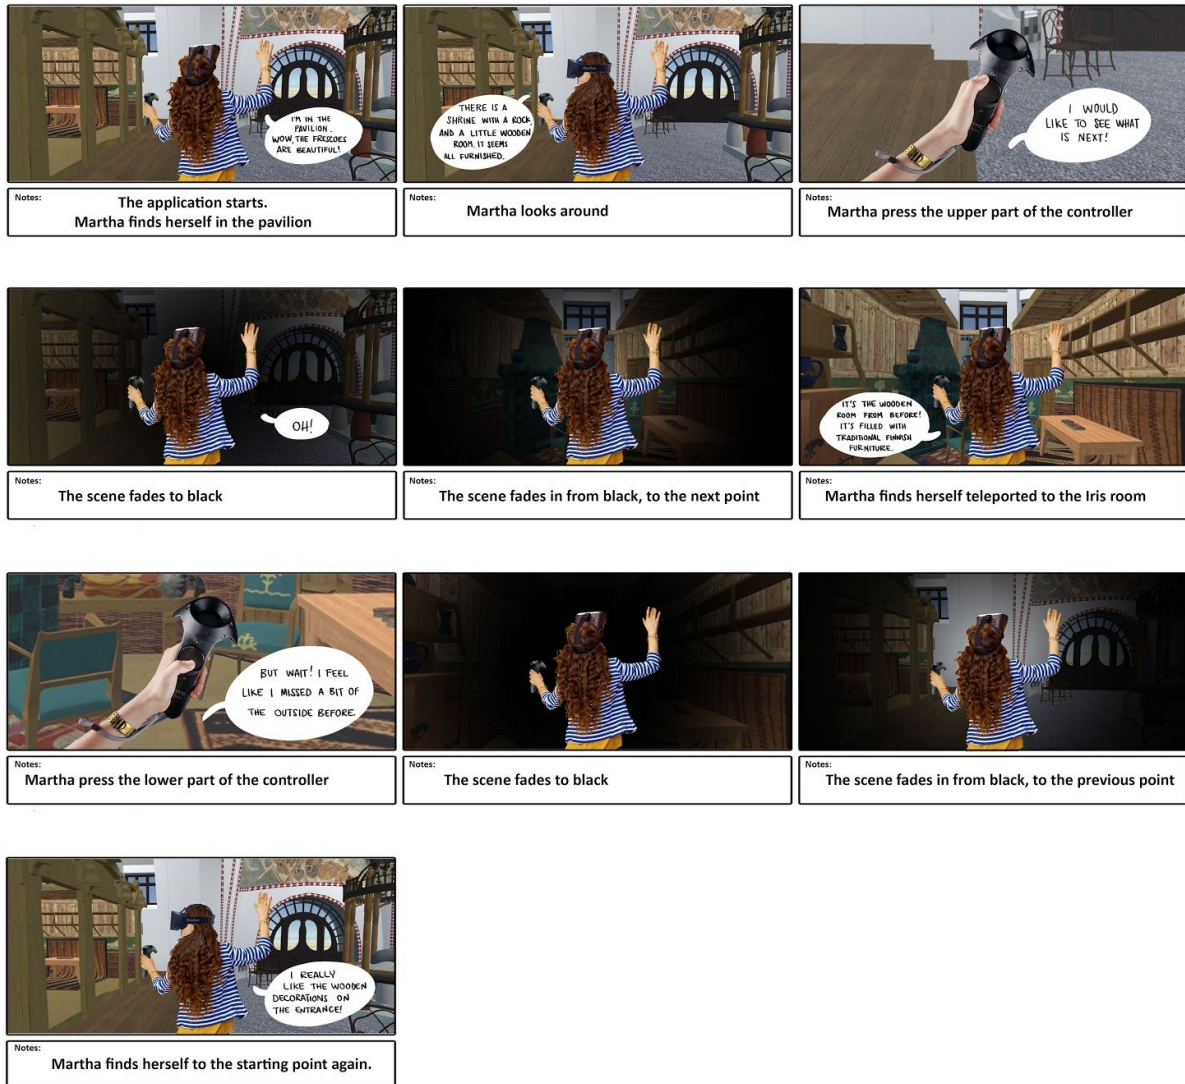 I'M IN THE
PAVILION.
WOW, THE FRESCOES
ARE BEAUTIFUL!
Notes:
The application starts.
Martha finds herself in the pavilion
THERE IS A
SHRINE WITH A ROCK
AND A LITTLE WOODEN
ROOM. IT SEEMS
ALL FURNISHED.
Notes:
Martha looks around
I WOULD
LIKE TO SEE WHAT
IS NEXT!
Notes:
Martha press the upper part of the controller
OH!
Notes:
The scene fades to black
Notes:
The scene fades in from black, to the next point
IT'S THE WOODEN
ROOM FROM BEFORE!
IT'S FILLED WITH
TRADITIONAL FINNISH
FURNITURE.
Notes:
Martha finds herself teleported to the Iris room
BUT WAIT! I FEEL
LIKE I MISSED A BIT OF
THE OUTSIDE BEFORE.
Notes:
Martha press the lower part of the controller
Notes:
The scene fades to black
Notes:
The scene fades in from black, to the previous point
I REALLY
LIKE THE WOODEN
DECORATIONS ON
THE ENTRANCE!
Notes:
Martha finds herself to the starting point again.